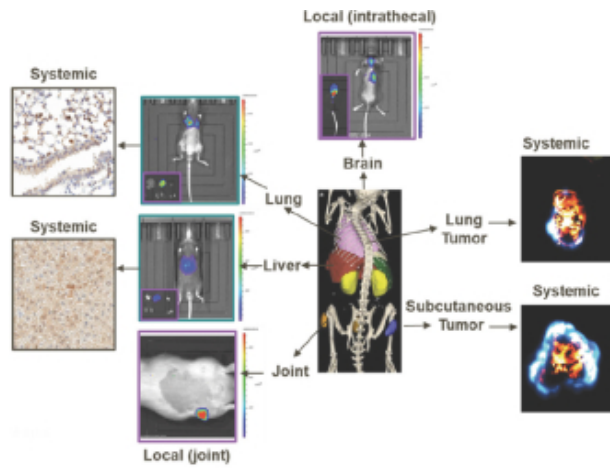 Local (intrathecal)
Systemic
Brain
Systemic
Lung
Lung
Tumor
Systemic
Liver
Systemic
Subcutaneous
Tumor
Joint
Local (joint)